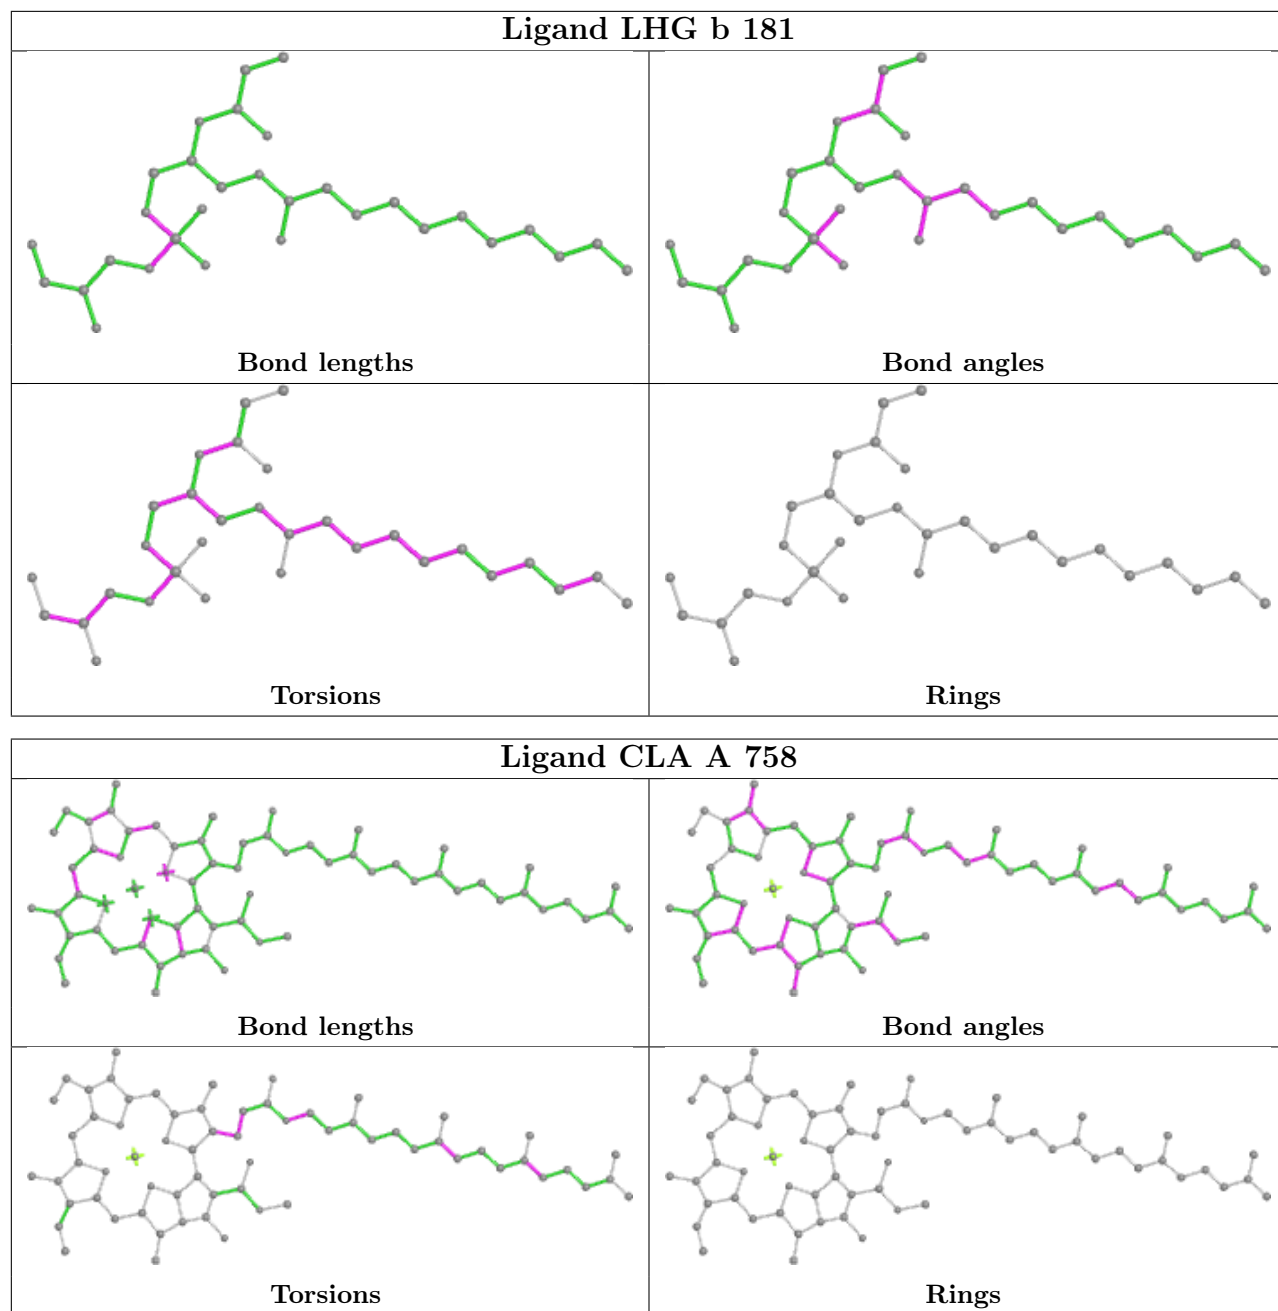 Ligand LHG b 181
Bond lengths
Bond angles
Torsions
Rings
Ligand CLA A 758
Bond lengths
Bond angles
Torsions
Rings